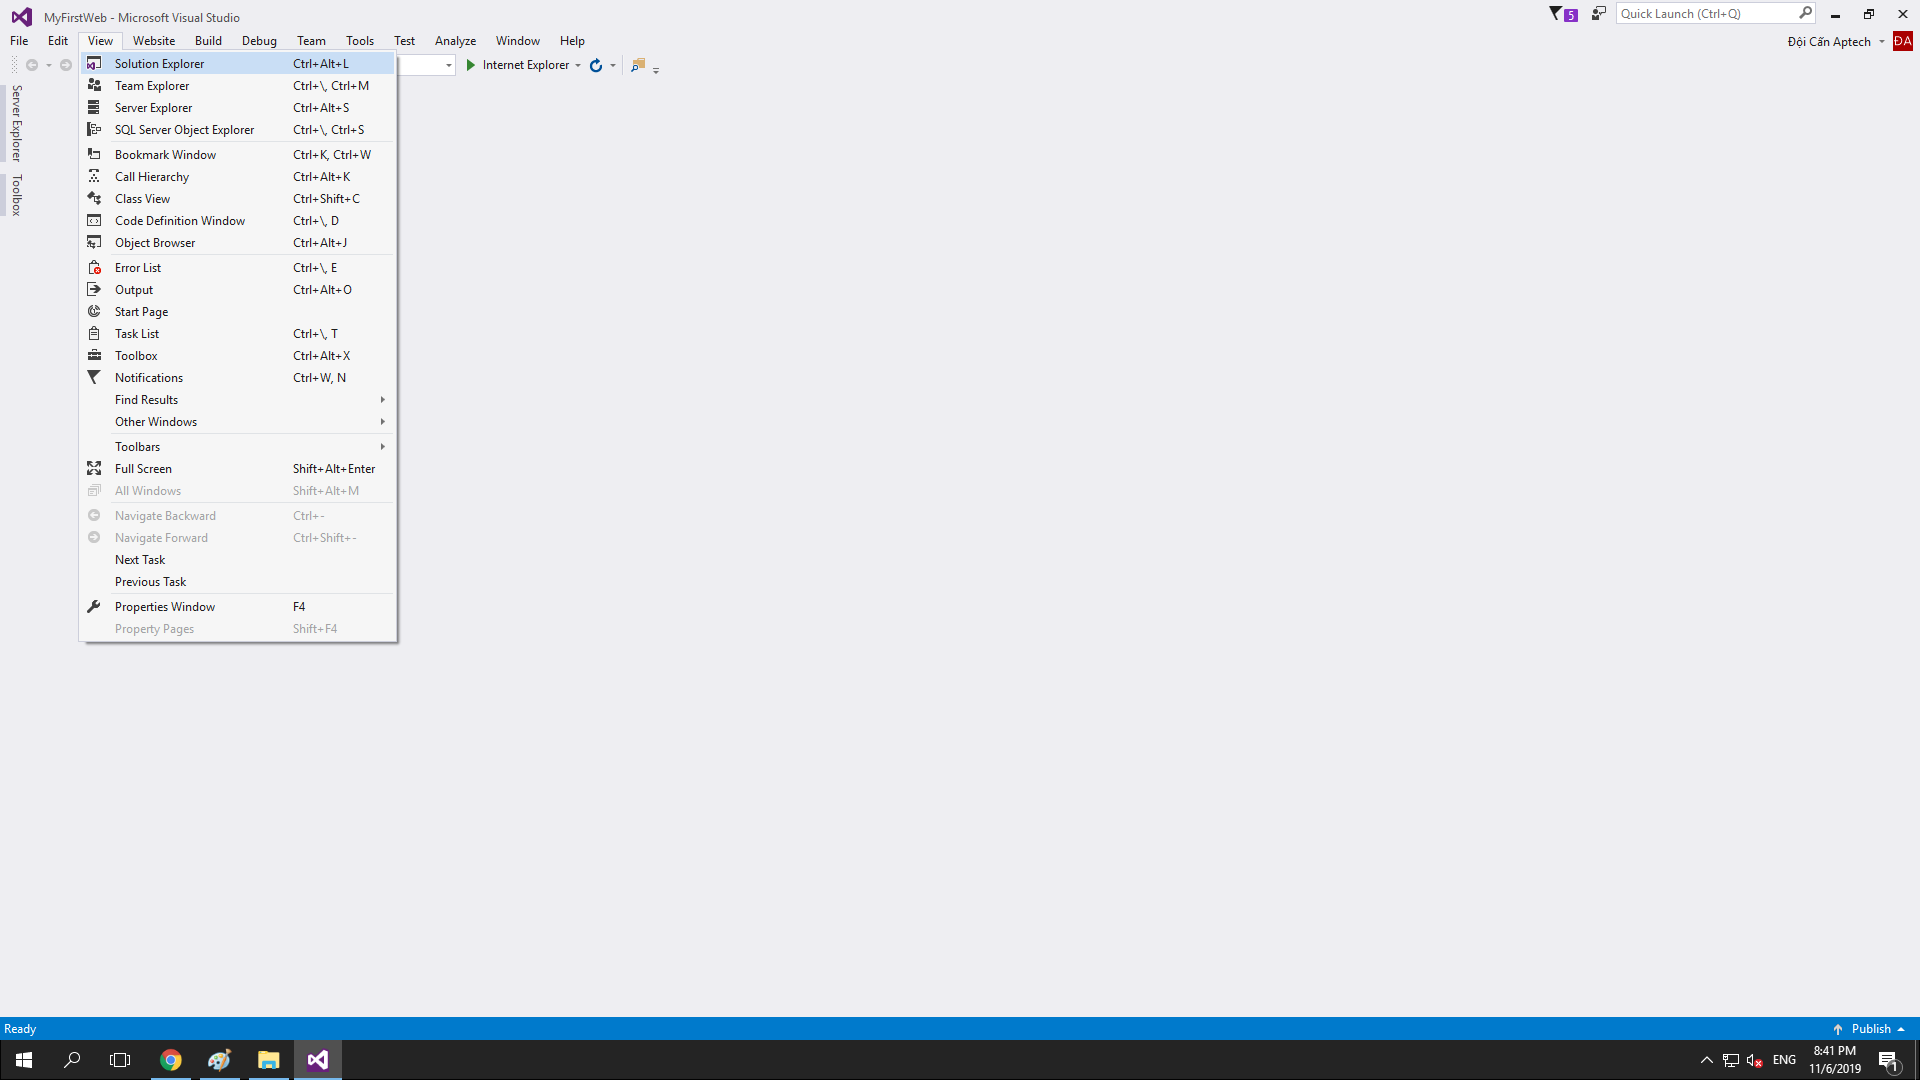 MyFirstWeb - Microsoft Visual Studio
5
Quick Launch (Ctrl+Q)
File Edit View Website Build Debug Team Tools Test Analyze Window Help
Đội Cấn Aptech ĐA
Internet Explorer
Server Explorer
Toolbox
Solution Explorer Ctrl+Alt+L
Team Explorer Ctrl+\, Ctrl+M
Server Explorer Ctrl+Alt+S
SQL Server Object Explorer Ctrl+\, Ctrl+S
Bookmark Window Ctrl+K, Ctrl+W
Call Hierarchy Ctrl+Alt+K
Class View Ctrl+Shift+C
Code Definition Window Ctrl+\, D
Object Browser Ctrl+Alt+J
Error List Ctrl+\, E
Output Ctrl+Alt+O
Start Page
Task List Ctrl+\, T
Toolbox Ctrl+Alt+X
Notifications Ctrl+W, N
Find Results
Other Windows
Toolbars
Full Screen Shift+Alt+Enter
All Windows Shift+Alt+M
Navigate Backward Ctrl+-
Navigate Forward Ctrl+Shift+-
Next Task
Previous Task
Properties Window F4
Property Pages Shift+F4
Ready
Publish
ENG
8:41 PM
11/6/2019
1